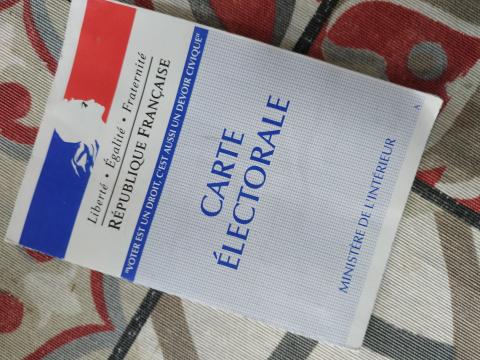 Liberté • Égalité • Fraternité
RÉPUBLIQUE FRANÇAISE
"VOTER EST UN DROIT, C'EST AUSSI UN DEVOIR CIVIQUE"
CARTE
ÉLECTORALE
MINISTÈRE DE L'INTÉRIEUR
A